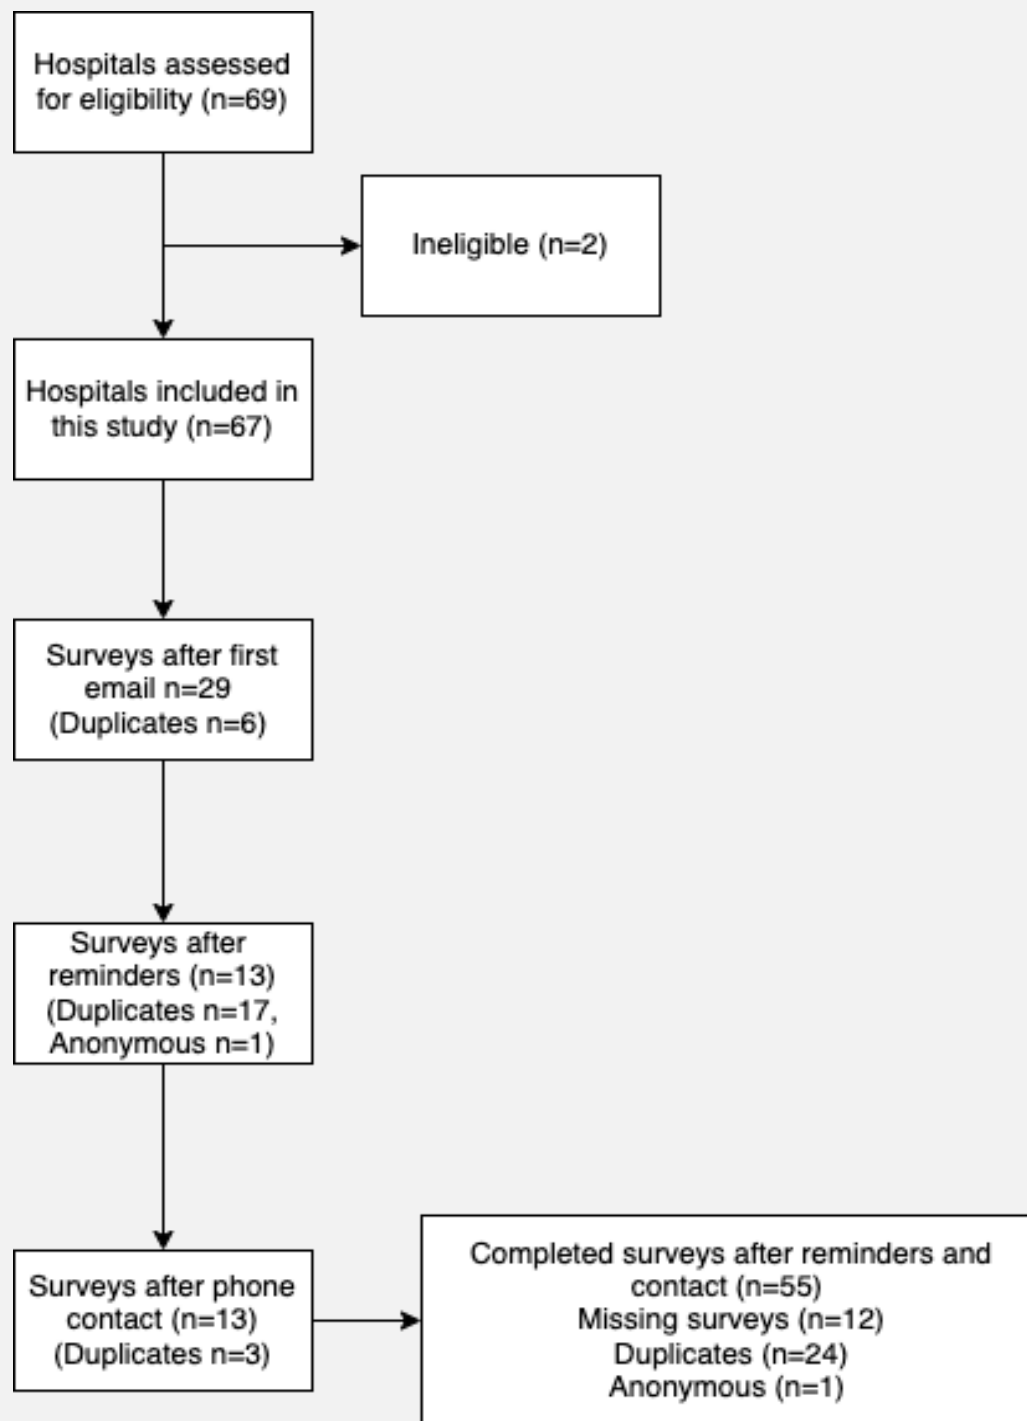 Hospitals assessed
for eligibility (n=69)
Ineligible (n=2)
Hospitals included in
this study (n=67)
Surveys after first
email n=29
(Duplicates n=6)
Surveys after
reminders (n=13)
(Duplicates n=17,
Anonymous n=1)
Surveys after phone
contact (n=13)
(Duplicates n=3)
Completed surveys after reminders and
contact (n=55)
Missing surveys (n=12)
Duplicates (n=24)
Anonymous (n=1)